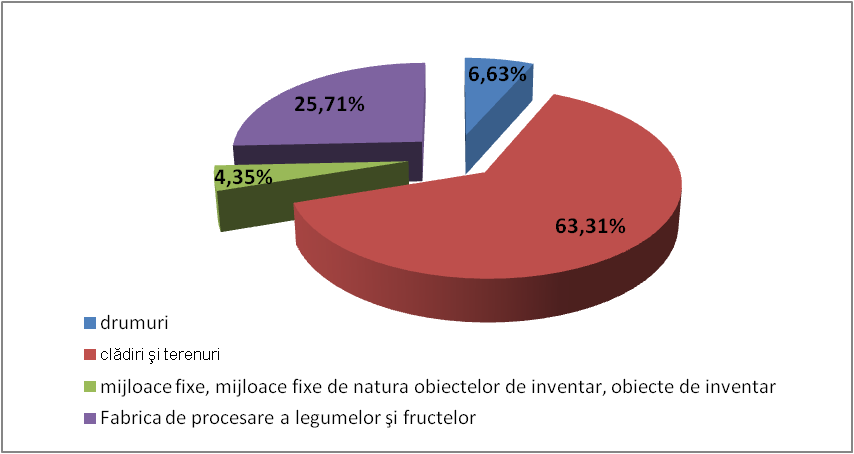 6,63%
25,71%
4,35%
63,31%
drumuri
clădiri şi terenuri
mijloace fixe, mijloace fixe de natura obiectelor de inventar, obiecte de inventar
Fabrica de procesare a legumelor şi fructelor